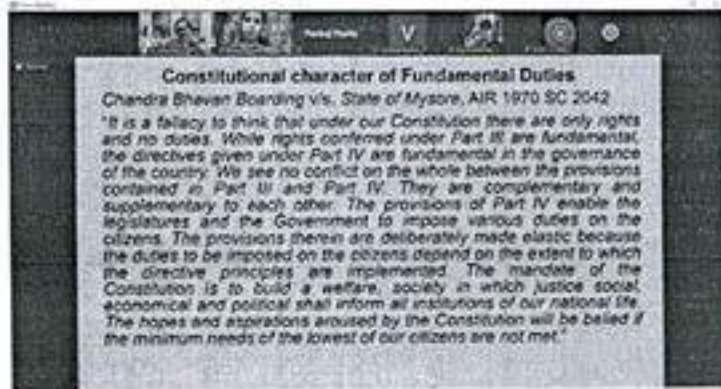 V
Constitutional character of Fundamental Duties
Chandra Bhavan Boarding v/s. State of Mysore, AIR 1970 SC 2042
"It is a fallacy to think that under our Constitution there are only rights
and no duties. While rights conferred under Part III are fundamental,
the directives given under Part IV are fundamental in the governance
of the country. We see no conflict on the whole between the provisions
contained in Part III and Part IV. They are complementary and
supplementary to each other. The provisions of Part IV enable the
legislatures and the Government to impose various duties on the
citizens. The provisions therein are deliberately made elastic because
the duties to be imposed on the citizens depend on the extent to which
the directive principles are implemented. The mandate of the
Constitution is to build a welfare, society in which justice social,
economical and political shall inform all institutions of our national life.
The hopes and aspirations aroused by the Constitution will be belied if
the minimum needs of the lowest of our citizens are not met."